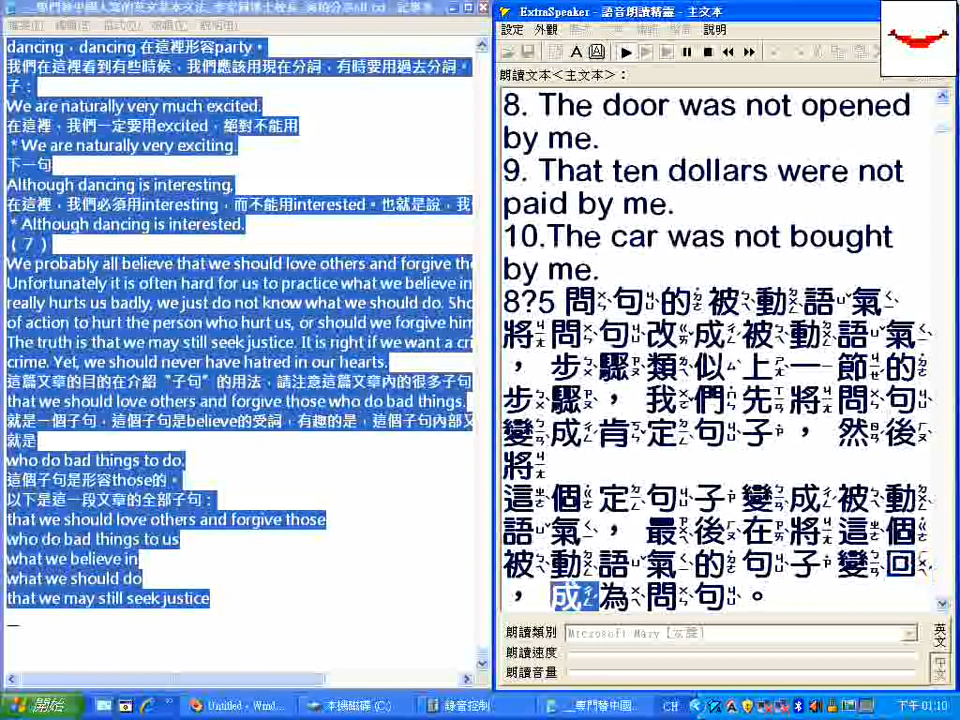 dancing，dancing 在這裡形容party。
我們在這裡看到有些時候，我們應該用現在分詞，有時要用過去分詞。
子：
We are naturally very much excited.
在這裡，我們一定要用excited，絕對不能用
* We are naturally very exciting.
下一句
Although dancing is interesting,
在這裡，我們必須用interesting，而不能用interested。也就是說，我
* Although dancing is interested.
（7）
We probably all believe that we should love others and forgive the
Unfortunately it is often hard for us to practice what we believe in
really hurts us badly, we just do not know what we should do. Sho
of action to hurt the person who hurt us, or should we forgive him
The truth is that we may still seek justice. It is right if we want a cri
crime. Yet, we should never have hatred in our hearts.
這篇文章的目的在介紹“子句”的用法，請注意這篇文章內的很多子句
that we should love others and forgive those who do bad things.
就是一個子句，這個子句是believe的受詞，有趣的是，這個子句內部又
就是
who do bad things to do.
這個子句是形容those的。
以下是這一段文章的全部子句：
that we should love others and forgive those
who do bad things to us
what we believe in
what we should do
that we may still seek justice
ExtraSpeaker - 語音朗讀精靈 - 主文本
設定 外觀 說明
朗讀文本<主文本>：
8. The door was not opened
by me.
9. That ten dollars were not
paid by me.
10.The car was not bought
by me.
8?5 問句的被動語氣
將問句改成被動語氣
，步驟類似上一節的
步驟，我們先將問句
變成肯定句子，然後
將
這個定句子變成被動
語氣，最後在將這個
被動語氣的句子變回
，成為問句。
朗讀類別 Microsoft Mary【女聲】
朗讀速度
朗讀音量
英文
中文
開始 Untitled - Wind... 本機磁碟 (C:) 錄音控制 __專門替中國... CH 下午 01:10